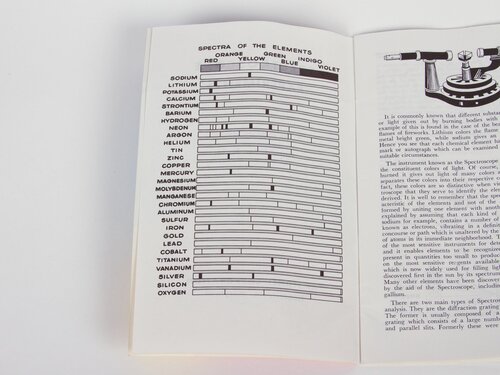 SPECTRA OF THE ELEMENTS
ORANGE GREEN INDIGO
RED YELLOW BLUE VIOLET
SODIUM
LITHIUM
POTASSIUM
CALCIUM
STRONTIUM
BARIUM
HYDROGEN
NEON
ARGON
HELIUM
TIN
ZINC
COPPER
MERCURY
MAGNESIUM
MOLYBDENUM
MANGANESE
CHROMIUM
ALUMINUM
SULFUR
IRON
GOLD
LEAD
COBALT
TITANIUM
VANADIUM
SILVER
SILICON
OXYGEN
It is commonly known that different
or light given out by burning bodies with
example of this is found in the case of the
flames of fireworks. Lithium colors the flame
metal bright green, while sodium gives an
Hence you see that each chemical element
mark or autograph which can be examined
suitable circumstances.
The instrument known as the Spectroscope
the constituent colors of light. Of course,
burned it gives out light of many colors
separates these colors into their respective
fact, these colors are so distinctive when
troscope that they serve to identify the
derived. It is well to remember that the
teristic of the elements and not of the
formed by uniting one element with another
explained by assuming that each kind of
sodium for example, contains a number of
known as electrons, vibrating in a
concourse or path which is unaltered by the
of atoms in its immediate neighborhood. T
of the most sensitive instruments for
and it enables elements to be recognized
present in quantities too small to produce
on the most sensitive re-agents available
which is now widely used for filling
discovered first in the sun by its spectrum
Many other elements have been discovered
by the aid of the Spectroscope, including
gallium.
There are two main types of
analysis. They are the diffraction grating
The former is usually composed of a
grating which consists of a large number
and parallel slits. Formerly these were